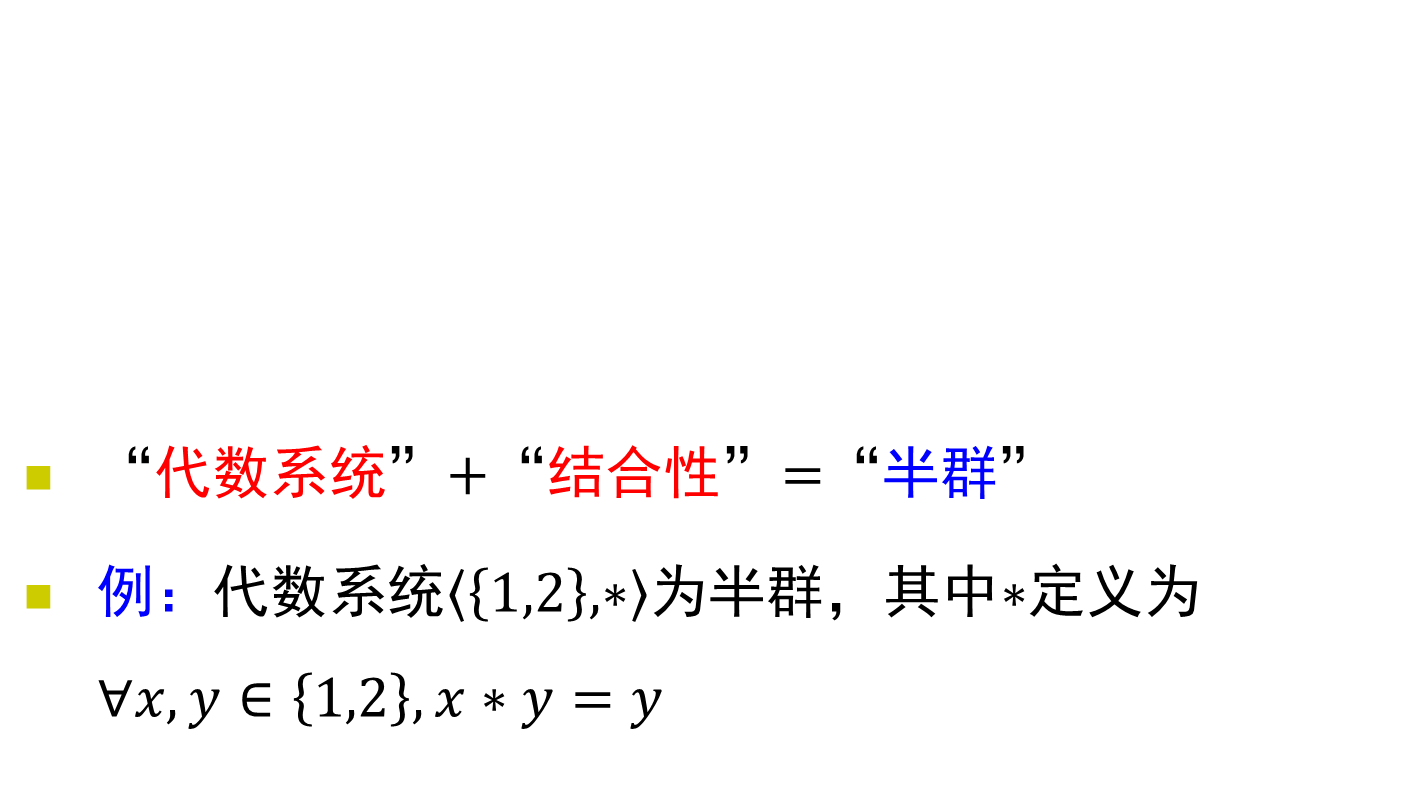 “代数系统” + “结合性” = “半群”
例：代数系统⟨{1,2},∗⟩为半群，其中∗定义为
∀𝑥, 𝑦 ∈ {1,2}, 𝑥 ∗ 𝑦 = 𝑦